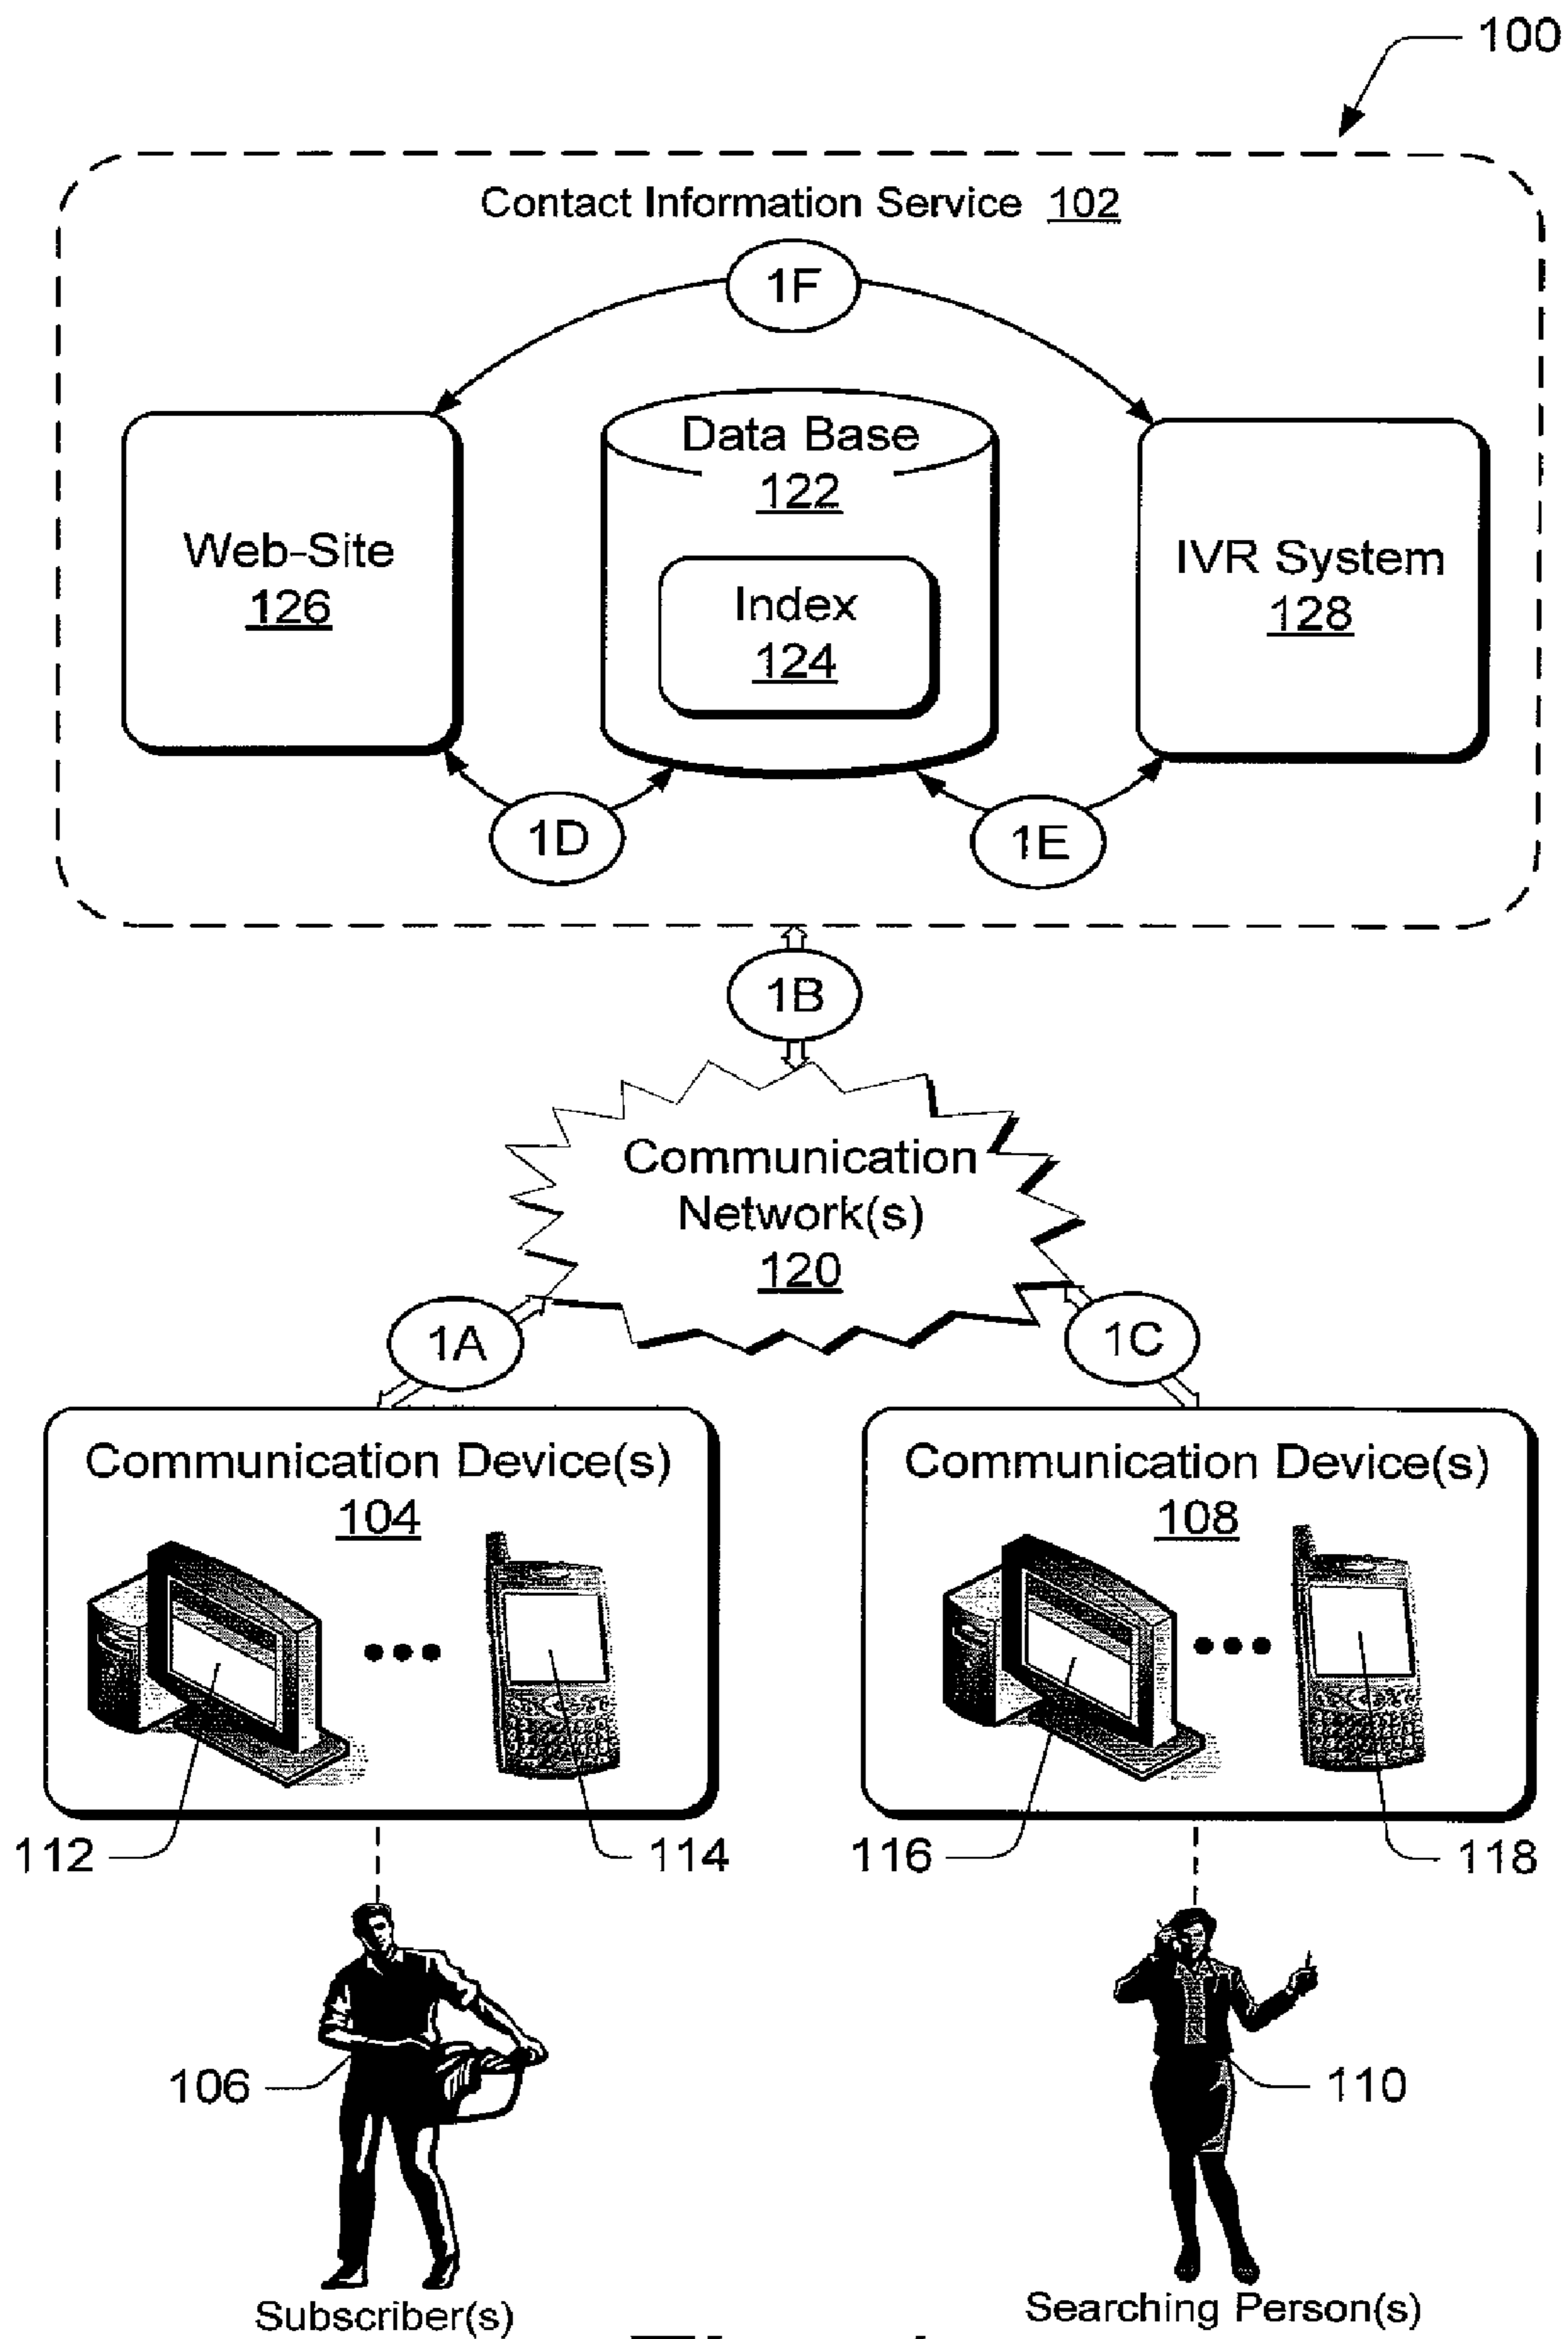 100
Contact Information Service 102
1F
Data Base
122
Web-Site
126
IVR System
128
Index
124
1D
1E
1B
Communication
Network(s)
120
1A
1C
Communication Device(s)
104
Communication Device(s)
108
112
114
116
118
106
110
Subscriber(s)
Searching Person(s)